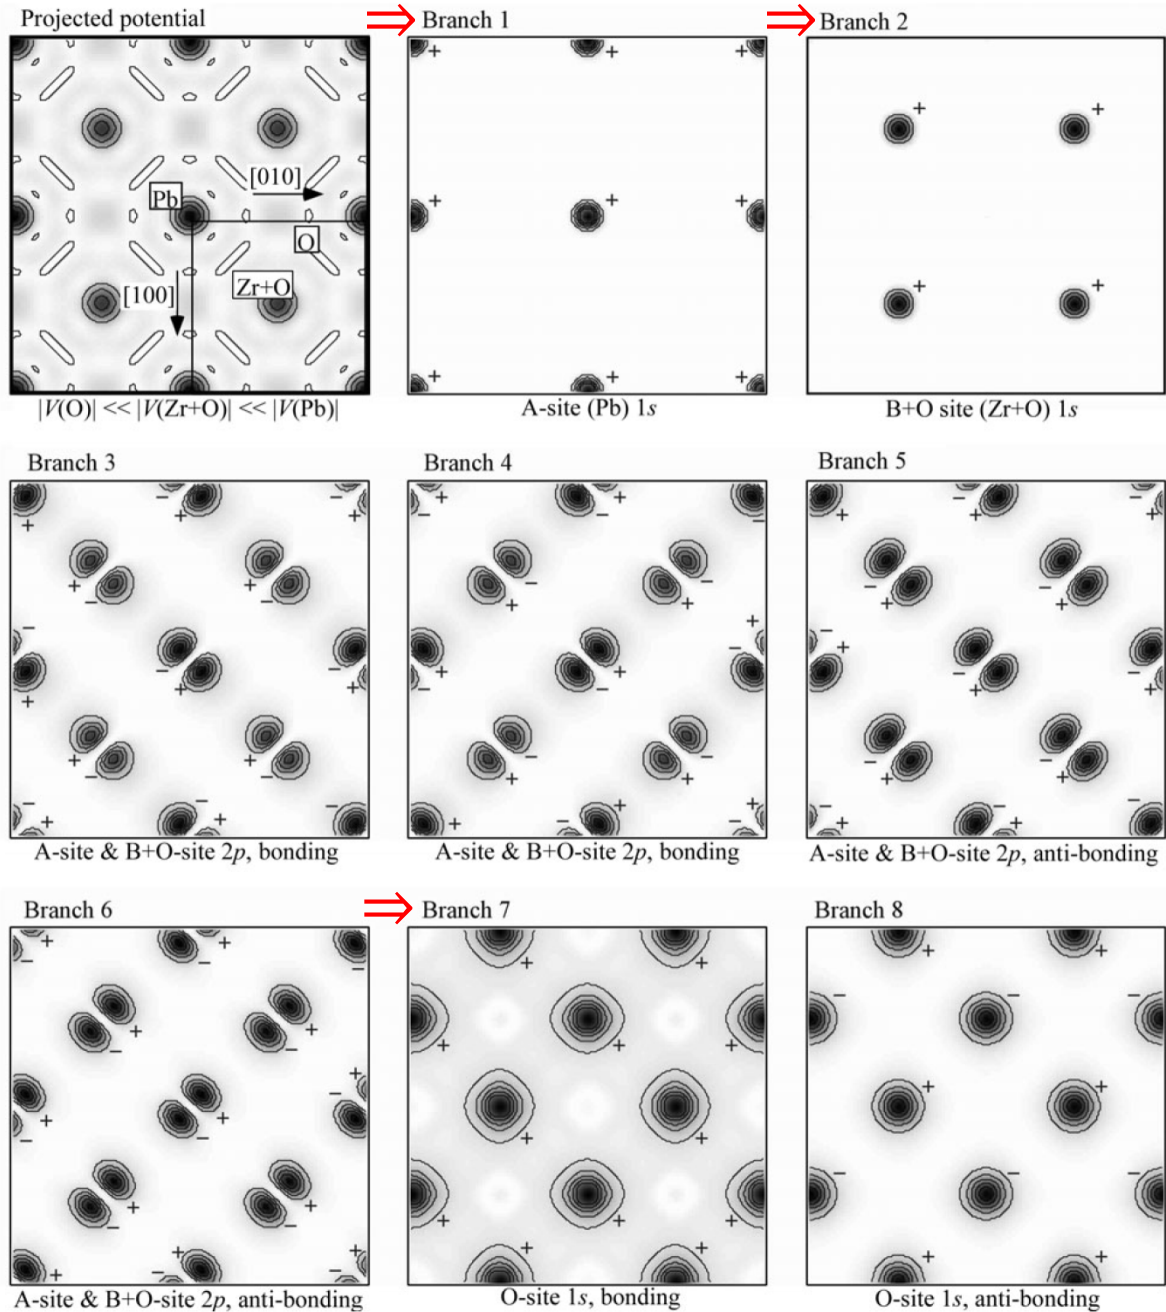 Projected potential
Branch 1
Branch 2
[010]
Pb
O
[100]
Zr+O
|V(O)| << |V(Zr+O)| << |V(Pb)|
+ + +
+ + +
A-site (Pb) 1s
+ +
+ +
B+O site (Zr+O) 1s
Branch 3
Branch 4
Branch 5
A-site & B+O-site 2p, bonding
A-site & B+O-site 2p, bonding
A-site & B+O-site 2p, anti-bonding
Branch 6
Branch 7
Branch 8
A-site & B+O-site 2p, anti-bonding
O-site 1s, bonding
O-site 1s, anti-bonding